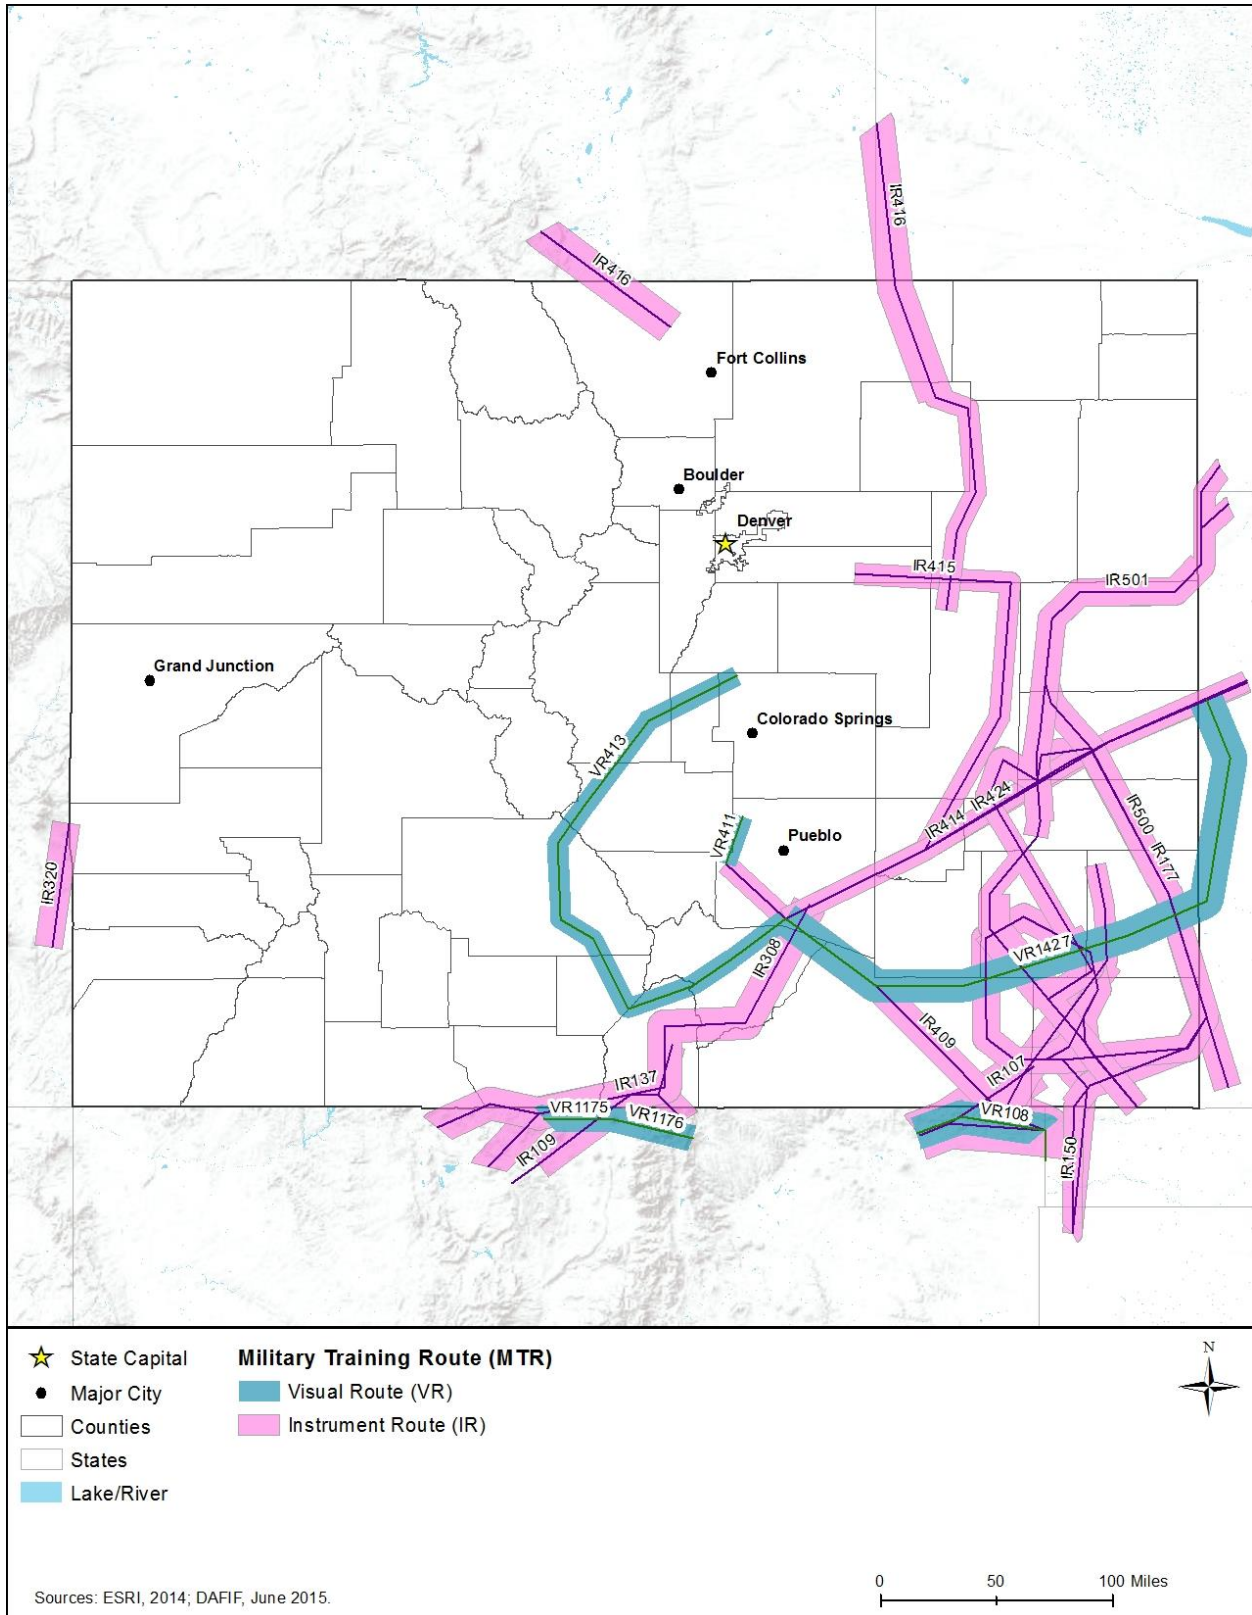 IR416
IR416
Fort Collins
Boulder
Denver
IR415
IR501
Grand Junction
Colorado Springs
VR413
IR424
IR414
IR500
IR177
VR411
Pueblo
IR320
IR308
VR1427
IR409
IR107
IR137
VR1175
VR1176
VR108
IR109
IR150
State Capital
Major City
Counties
States
Lake/River
Military Training Route (MTR)
Visual Route (VR)
Instrument Route (IR)
N
Sources: ESRI, 2014; DAFIF, June 2015.
0 50 100 Miles